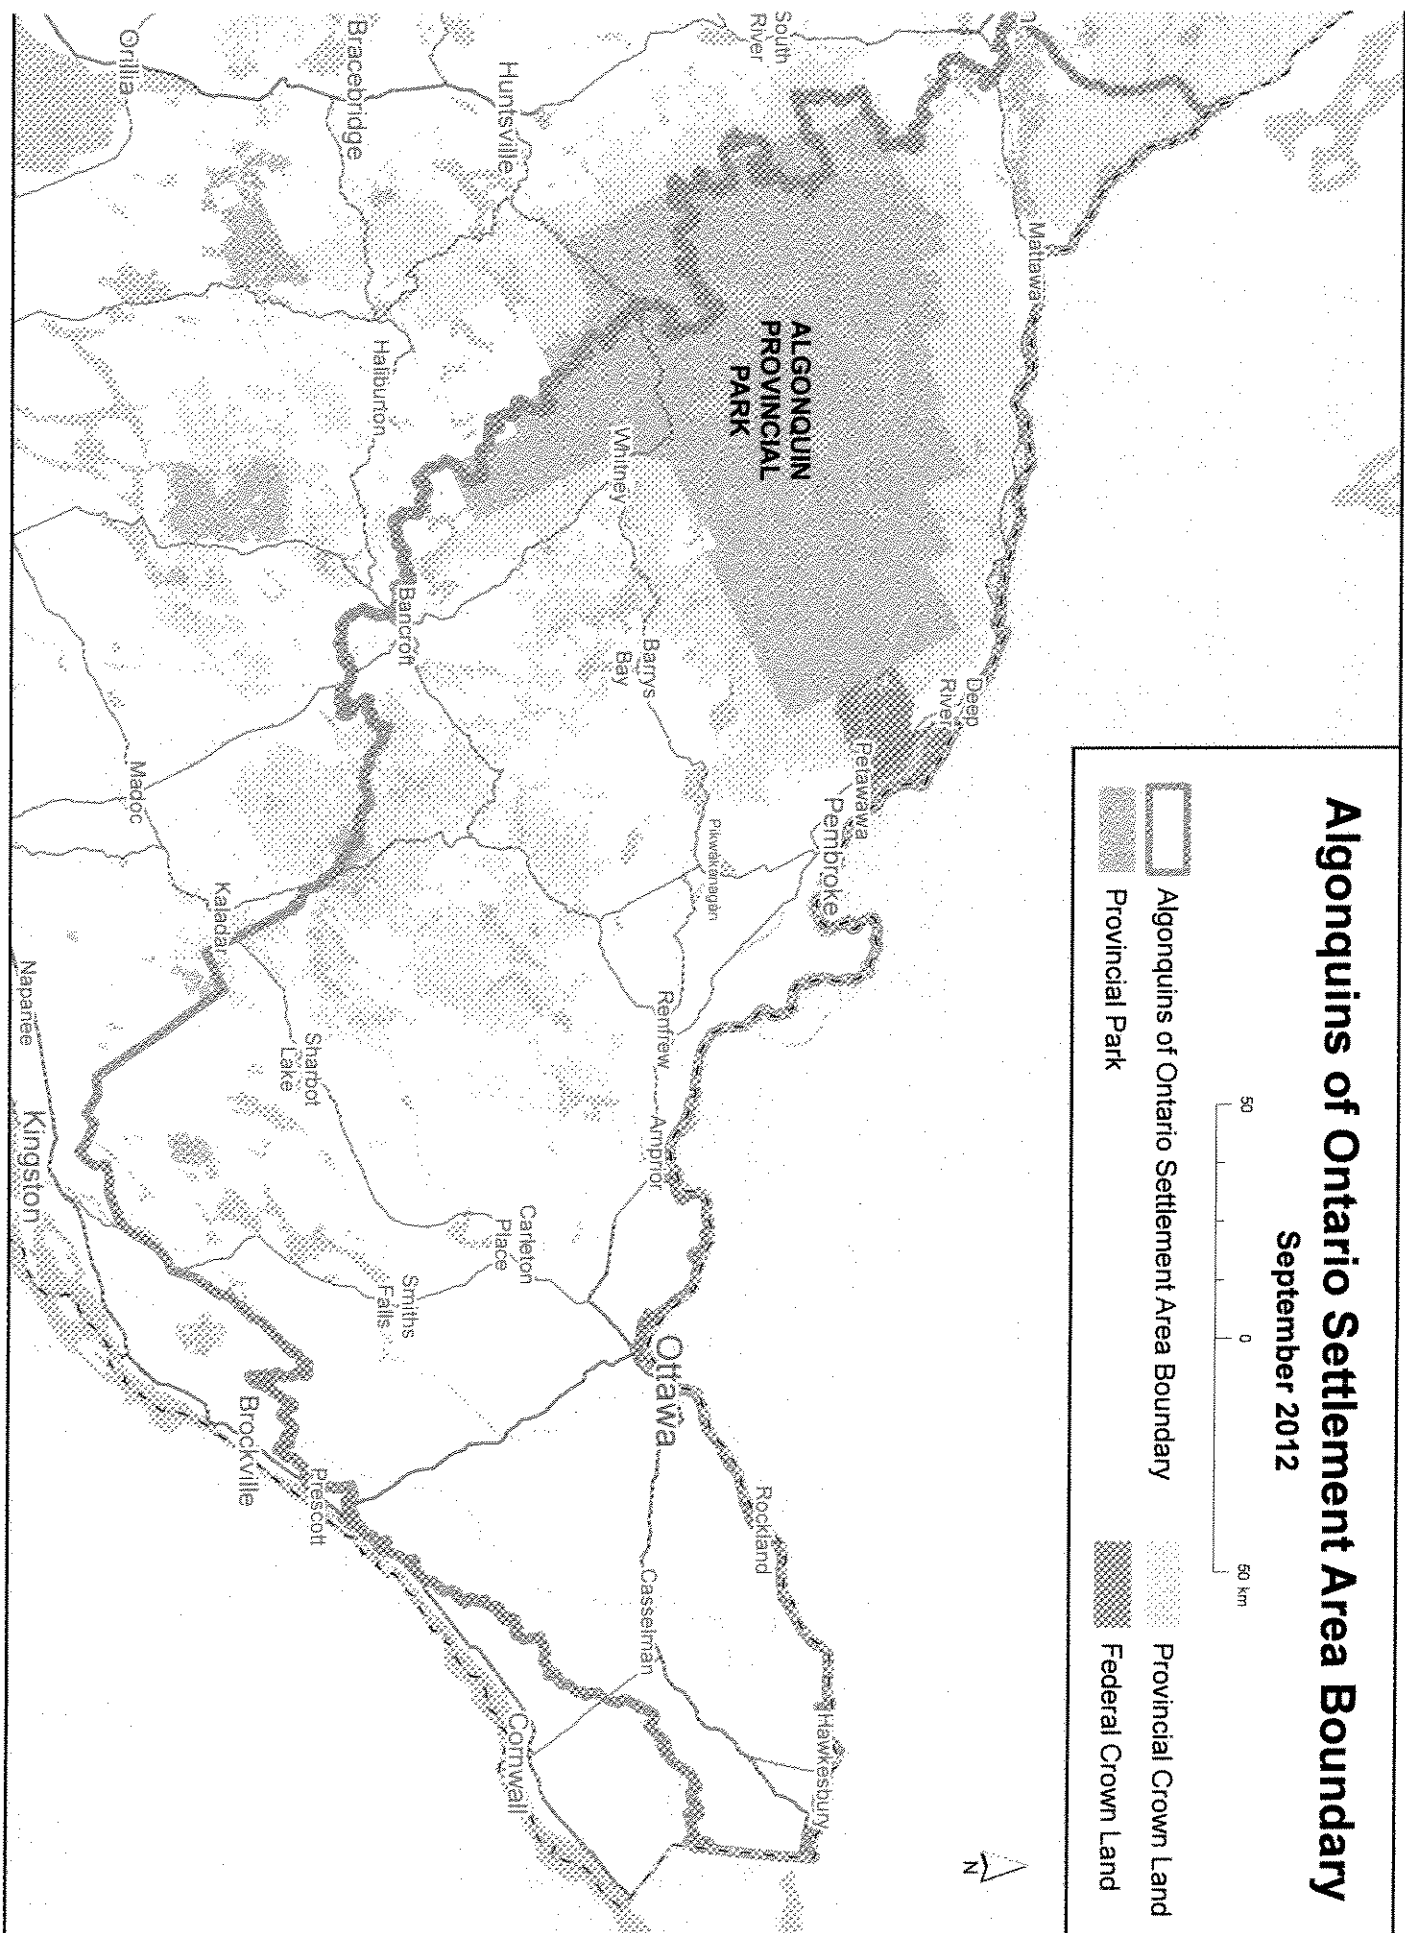 Algonquins of Ontario Settlement Area Boundary
September 2012
50 0 50 km
Algonquins of Ontario Settlement Area Boundary
Provincial Crown Land
Provincial Park
Federal Crown Land
N
Mattawa
South
River
ALGONQUIN
PROVINCIAL
PARK
Deep
River
Petawawa
Pembroke
Huntsville
Whitney
Barrys
Bay
Pikwakanagan
Renfrew
Arnprior
Ottawa
Rockland
Hawkesbury
Casselman
Carleton
Place
Bracebridge
Haliburton
Bancroft
Smiths
Falls
Sharbot
Lake
Cornwall
Prescott
Brockville
Orillia
Madoc
Kaladar
Napanee
Kingston